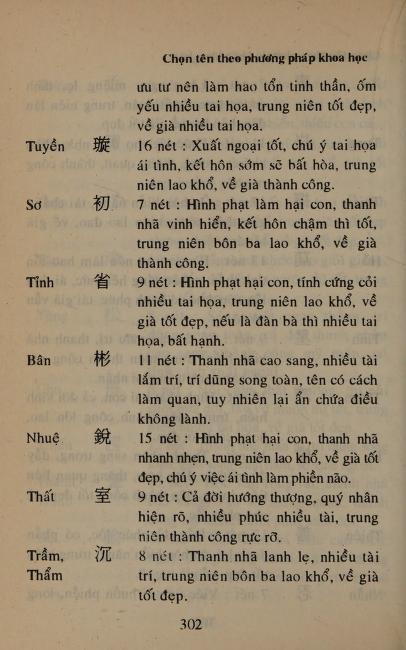 Chọn tên theo phương pháp khoa học
ưu tư nên làm hao tổn tinh thần, ốm
yếu nhiều tai họa, trung niên tốt đẹp,
về già nhiều tai họa.
Tuyền 璇 16 nét : Xuất ngoại tốt, chú ý tai họa
ái tình, kết hôn sớm sẽ bất hòa, trung
niên lao khổ, về già thành công.
Sơ 初 7 nét : Hình phạt làm hại con, thanh
nhã vinh hiển, kết hôn chậm thì tốt,
trung niên bôn ba lao khổ, về già
thành công.
Tỉnh 省 9 nét : Hình phạt hại con, tính cứng cỏi
nhiều tai họa, trung niên lao khổ, về
già tốt đẹp, nếu là đàn bà thì nhiều tai
họa, bất hạnh.
Bân 彬 11 nét : Thanh nhã cao sang, nhiều tài
lắm trí, trí dũng song toàn, tên có cách
làm quan, tuy nhiên lại ẩn chứa điều
không lành.
Nhuệ 銳 15 nét : Hình phạt hại con, thanh nhã
nhanh nhẹn, trung niên lao khổ, về già tốt
đẹp, chú ý việc ái tình làm phiền não.
Thất 室 9 nét : Cả đời hướng thượng, quý nhân
hiện rõ, nhiều phúc nhiều tài, trung
niên thành công rực rỡ.
Trầm, 沉 8 nét : Thanh nhã lanh lẹ, nhiều tài
Thẩm trí, trung niên bôn ba lao khổ, về già
tốt đẹp.
302